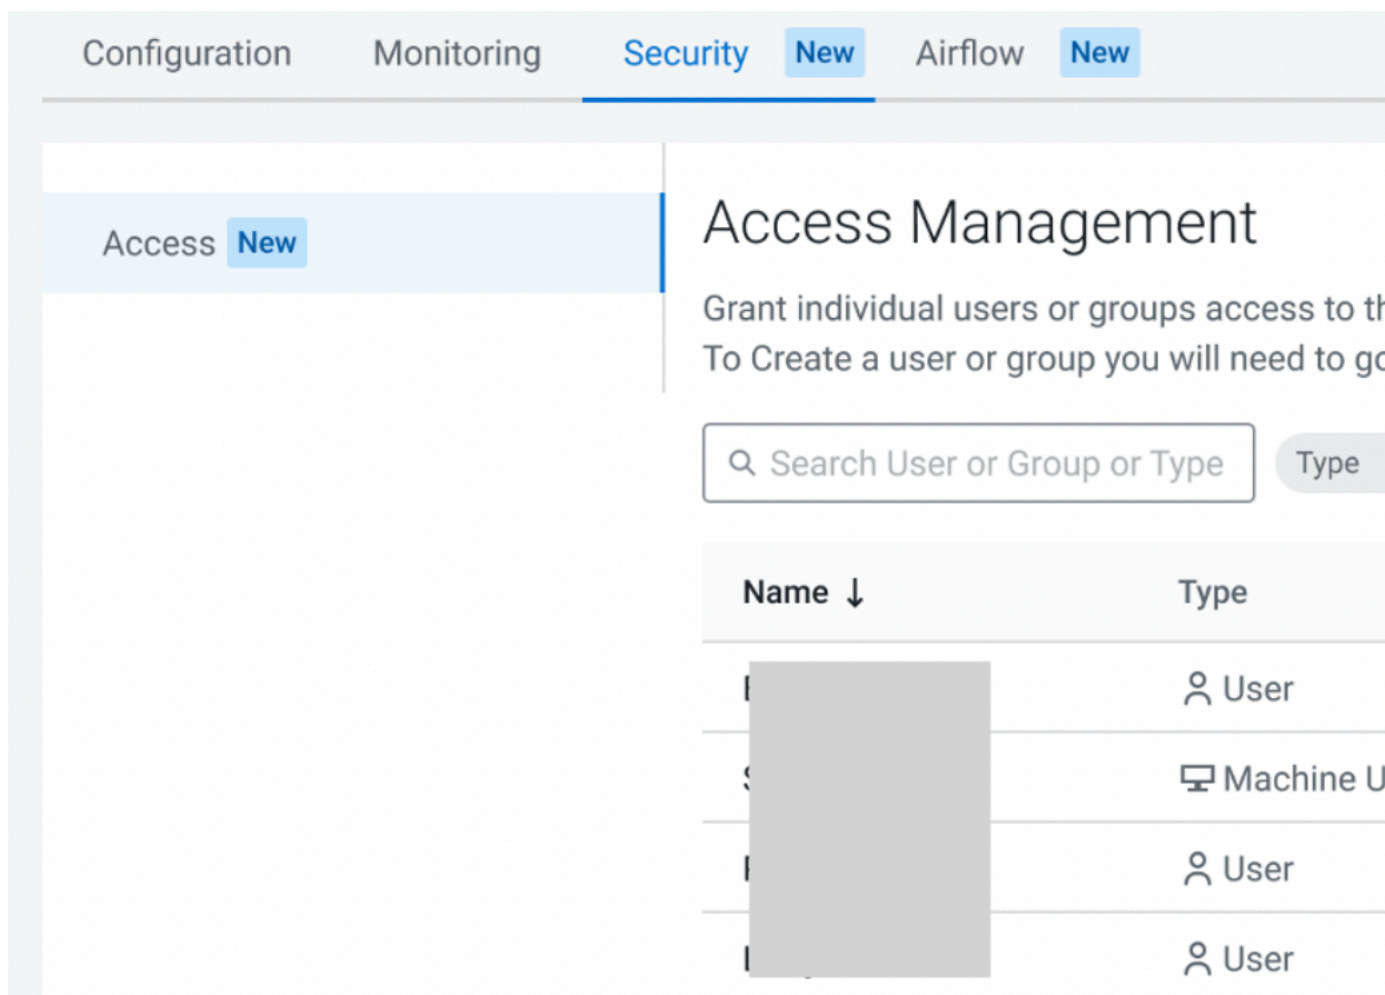 Configuration Monitoring Security New Airflow New
Access New
Access Management
Grant individual users or groups access to
To Create a user or group you will need to
Search User or Group or Type Type
Name ↓ Type
User
Machine
User
User